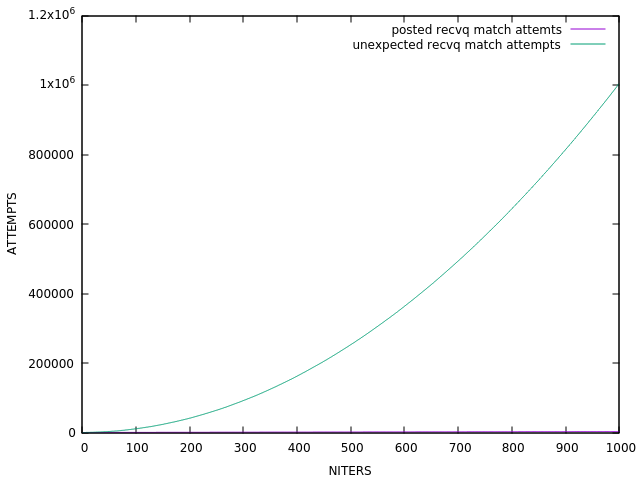 1.2x10⁶
posted recvq match attemts
unexpected recvq match attempts
1x10⁶
800000
600000
ATTEMPTS
400000
200000
0
0 100 200 300 400 500 600 700 800 900 1000
NITERS